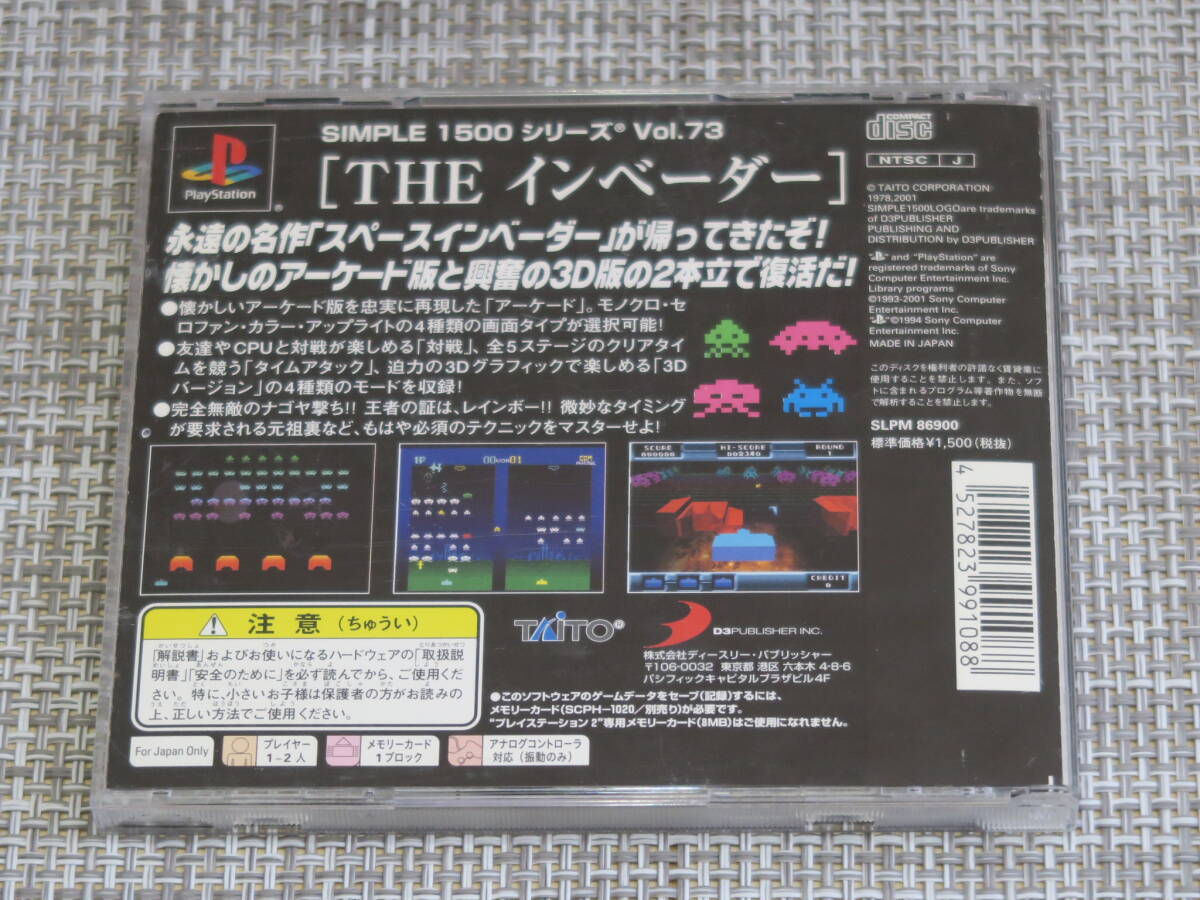 PlayStation
SIMPLE 1500 シリーズ® Vol.73
[THE インベーダー]
永遠の名作「スペースインベーダー」が帰ってきたぞ!
懐かしのアーケード版と興奮の3D版の2本立で復活だ!
●懐かしいアーケード版を忠実に再現した「アーケード」。モノクロ・セ
ロファン・カラー・アップライトの4種類の画面タイプが選択可能!
●友達やCPUと対戦が楽しめる「対戦」、全5ステージのクリアタイ
ムを競う「タイムアタック」、迫力の3Dグラフィックで楽しめる「3D
バージョン」の4種類のモードを収録!
●完全無敵のナゴヤ撃ち!! 王者の証は、レインボー!! 微妙なタイミング
が要求される元祖裏など、もはや必須のテクニックをマスターせよ!
COMPACT
disc
NTSC J
© TAITO CORPORATION
1978,2001
SIMPLE1500LOGOare trademarks
of D3PUBLISHER
PUBLISHING AND
DISTRIBUTION by D3PUBLISHER
"PS" and "PlayStation" are
registered trademarks of Sony
Computer Entertainment Inc.
Library programs
©1993-2001 Sony Computer
Entertainment Inc.
"PS"©1994 Sony Computer
Entertainment Inc.
MADE IN JAPAN
このディスクを権利者の許諾なく賃貸業に
使用することを禁止します。また、ソフ
トに含まれるプログラム等著作物を無断
で解析することを禁止します。
SLPM 86900
標準価格¥1,500(税抜)
4 527823 991088
1P 00 WON 01
SCORE HI-SCORE ROUND
000000 002340 1
CREDIT
0
注意(ちゅうい)
「解説書」およびお使いになるハードウェアの「取扱説
明書」「安全のために」を必ず読んでから、ご使用くだ
さい。特に、小さいお子様は保護者の方がお読みの
上、正しい方法でご使用ください。
TAITO®
D3PUBLISHER INC.
株式会社ディースリー・パブリッシャー
〒106-0032 東京都 港区 六本木 4-8-6
パシフィックキャピタルプラザビル4F
●このソフトウェアのゲームデータをセーブ(記録)するには、
メモリーカード(SCPH-1020/別売り)が必要です。
"プレイステーション 2"専用メモリーカード(8MB)はご使用になれません。
For Japan Only
プレイヤー
1~2人
メモリーカード
1ブロック
アナログコントローラ
対応(振動のみ)